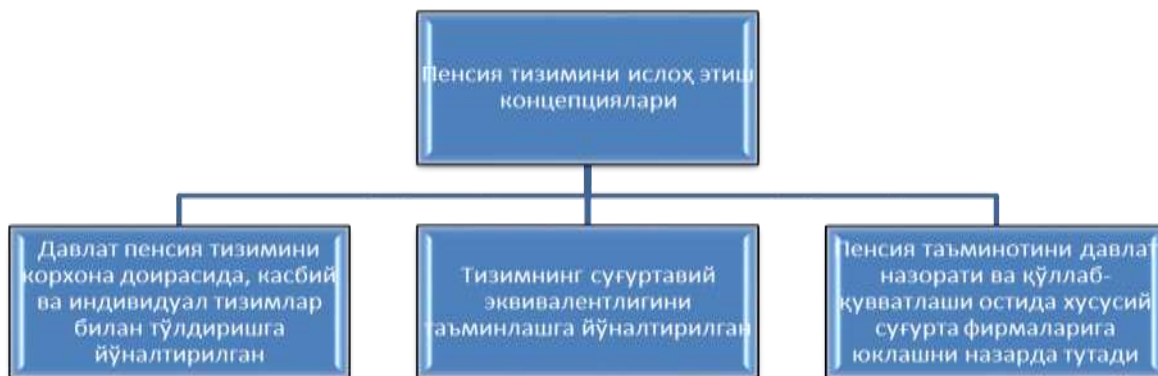 Пенсия тизимини ислоҳ этиш
концепциялари
Давлат пенсия тизимини
корхона доирасида, касбий
ва индивидуал тизимлар
билан тўлдиришга
йўналтирилган
Тизимнинг суғуртавий
эквивалентлигини
таъминлашга йўналтирилган
Пенсия таъминотини давлат
назорати ва қўллаб-
қувватлаши остида хусусий
суғурта фирмаларига
юклашни назарда тутади